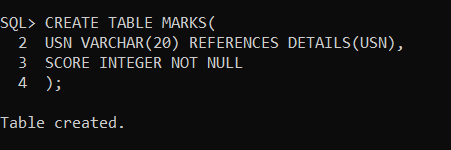 SQL> CREATE TABLE MARKS(
2 USN VARCHAR(20) REFERENCES DETAILS(USN),
3 SCORE INTEGER NOT NULL
4 );
Table created.